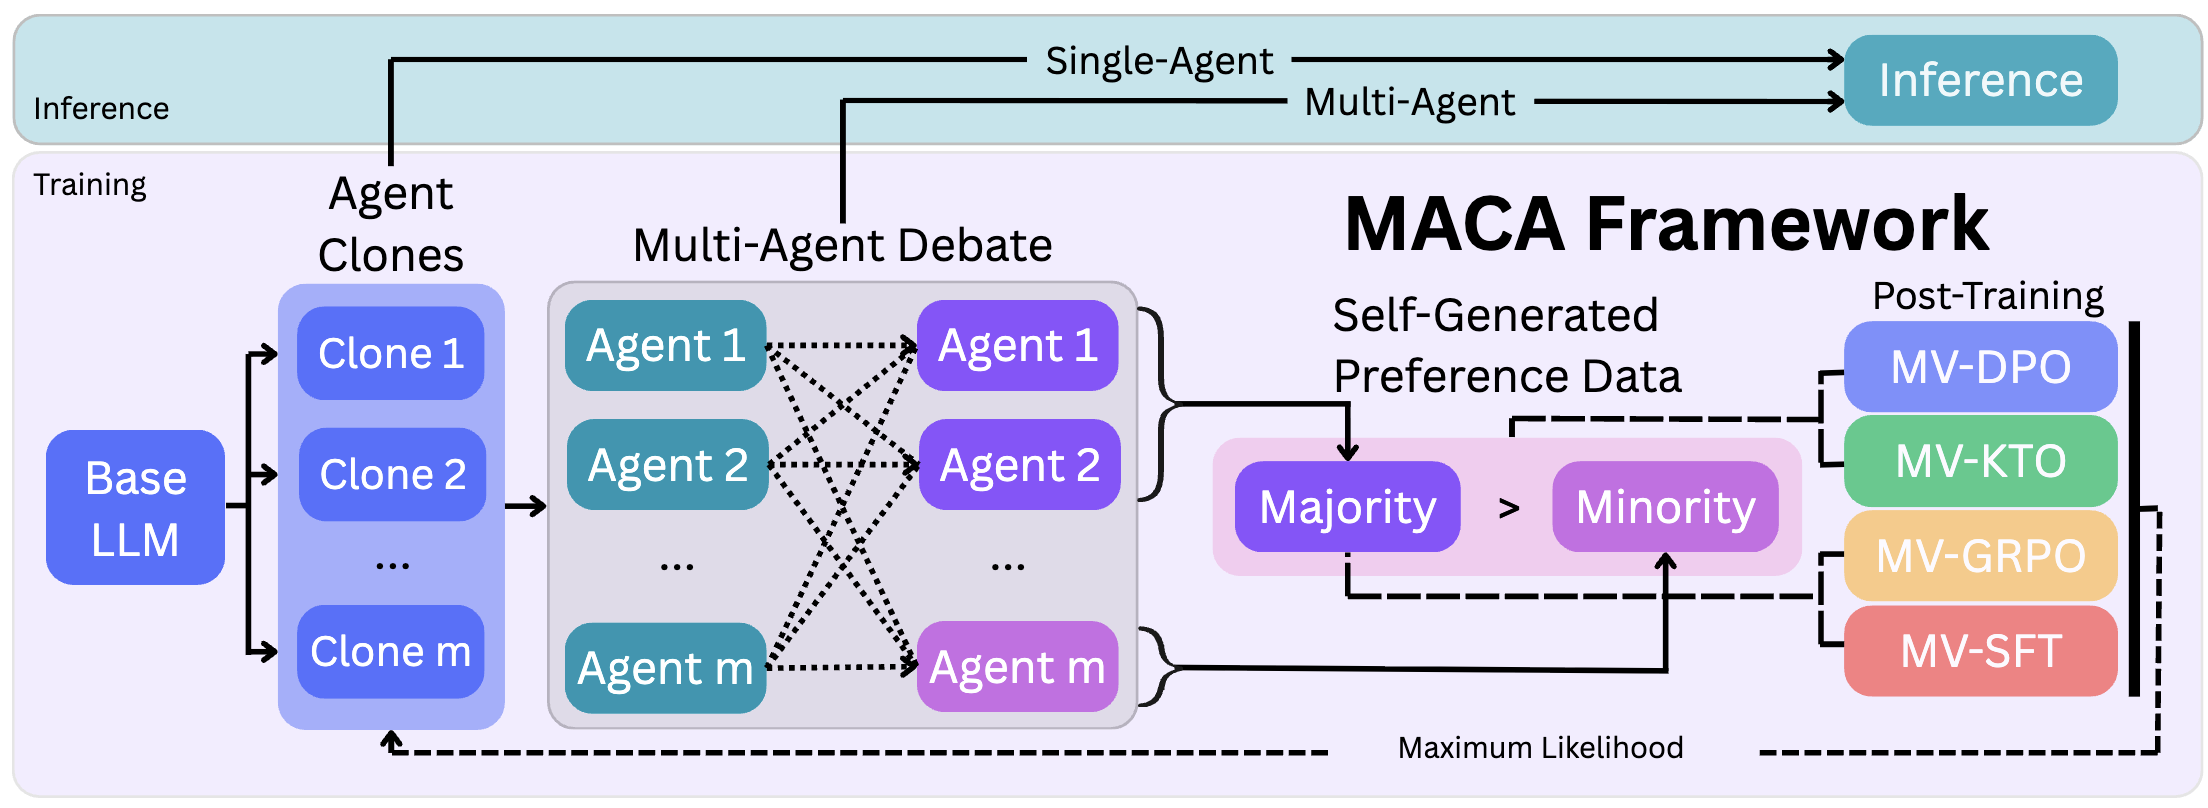 Single-Agent
Multi-Agent
Inference
Inference
Training
Agent
Clones
Multi-Agent Debate
MACA Framework
Self-Generated
Preference Data
Post-Training
Base
LLM
Clone 1
Clone 2
...
Clone m
Agent 1
Agent 2
...
Agent m
Agent 1
Agent 2
...
Agent m
Majority > Minority
MV-DPO
MV-KTO
MV-GRPO
MV-SFT
Maximum Likelihood